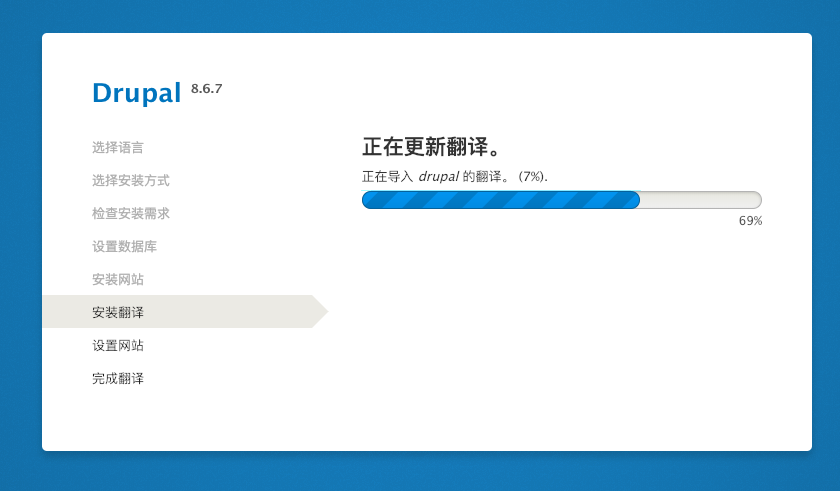 Drupal 8.6.7
选择语言
选择安装方式
检查安装需求
设置数据库
安装网站
安装翻译
设置网站
完成翻译
正在更新翻译。
正在导入 drupal 的翻译。 (7%).
69%